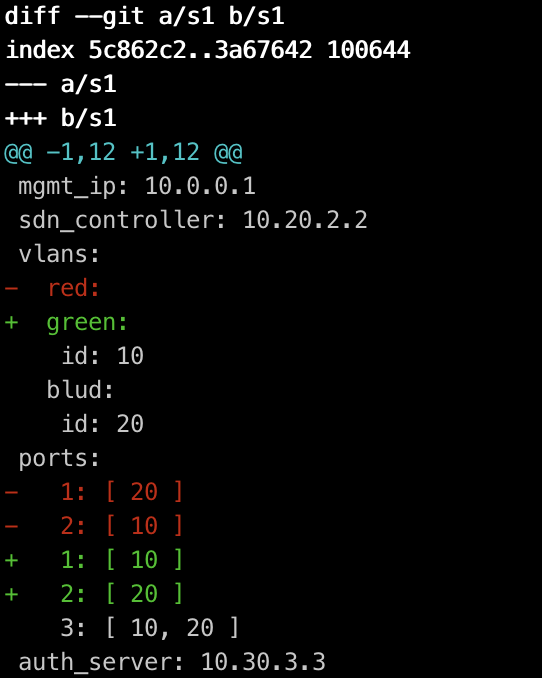 diff --git a/s1 b/s1
index 5c862c2..3a67642 100644
--- a/s1
+++ b/s1
@@ -1,12 +1,12 @@
 mgmt_ip: 10.0.0.1
 sdn_controller: 10.20.2.2
 vlans:
-  red:
+  green:
    id: 10
   blud:
    id: 20
 ports:
-   1: [ 20 ]
-   2: [ 10 ]
+   1: [ 10 ]
+   2: [ 20 ]
    3: [ 10, 20 ]
 auth_server: 10.30.3.3